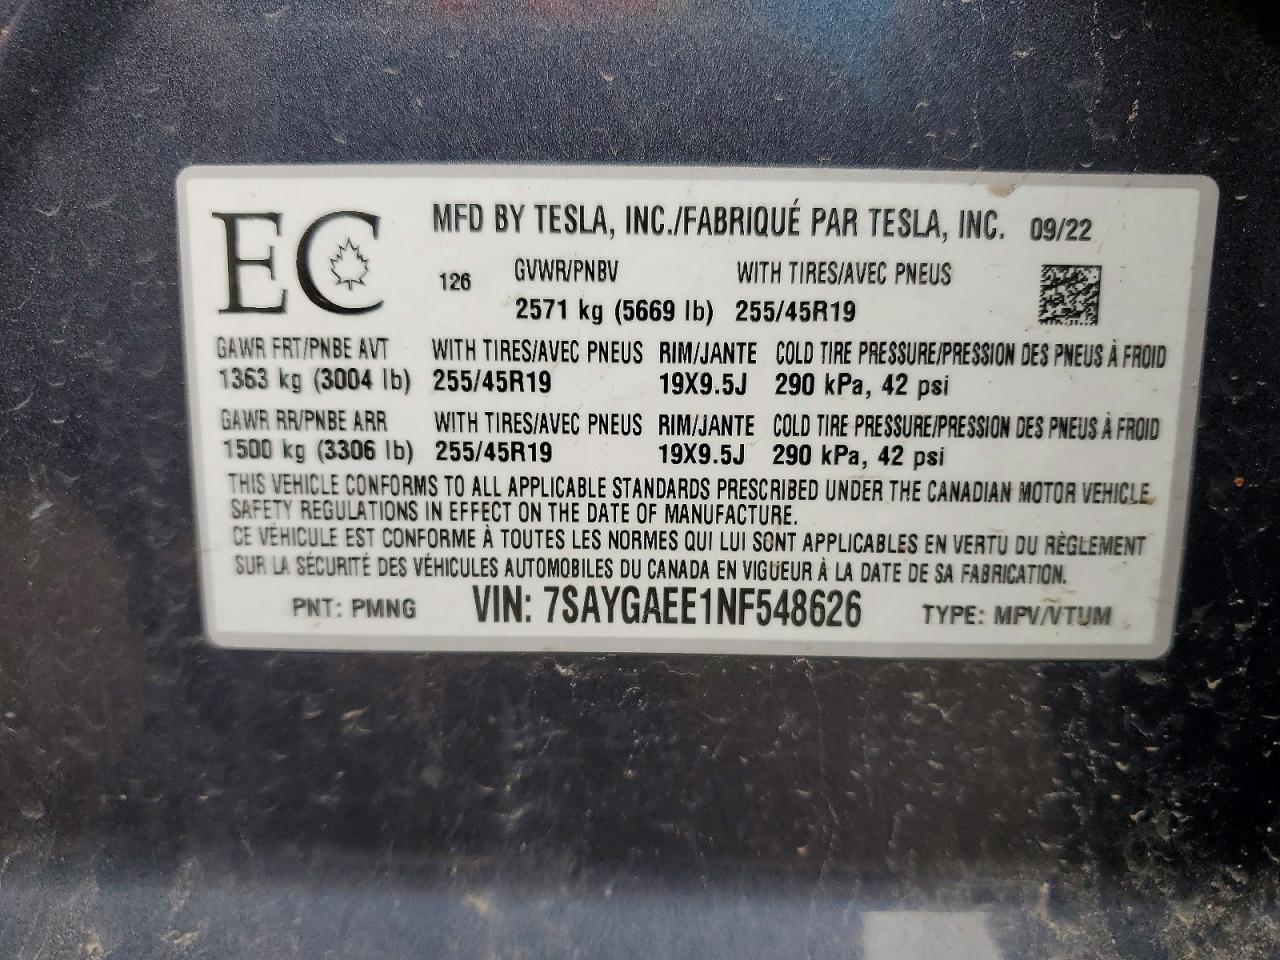 EC
MFD BY TESLA, INC./FABRIQUÉ PAR TESLA, INC. 09/22
126 GVWR/PNBV WITH TIRES/AVEC PNEUS
2571 kg (5669 lb) 255/45R19
GAWR FRT/PNBE AVT WITH TIRES/AVEC PNEUS RIM/JANTE COLD TIRE PRESSURE/PRESSION DES PNEUS À FROID
1363 kg (3004 lb) 255/45R19 19X9.5J 290 kPa, 42 psi
GAWR RR/PNBE ARR WITH TIRES/AVEC PNEUS RIM/JANTE COLD TIRE PRESSURE/PRESSION DES PNEUS À FROID
1500 kg (3306 lb) 255/45R19 19X9.5J 290 kPa, 42 psi
THIS VEHICLE CONFORMS TO ALL APPLICABLE STANDARDS PRESCRIBED UNDER THE CANADIAN MOTOR VEHICLE
SAFETY REGULATIONS IN EFFECT ON THE DATE OF MANUFACTURE.
CE VÉHICULE EST CONFORME À TOUTES LES NORMES QUI LUI SONT APPLICABLES EN VERTU DU RÈGLEMENT
SUR LA SÉCURITÉ DES VÉHICULES AUTOMOBILES DU CANADA EN VIGUEUR À LA DATE DE SA FABRICATION.
PNT: PMNG VIN: 7SAYGAEE1NF548626 TYPE: MPV/VTUM